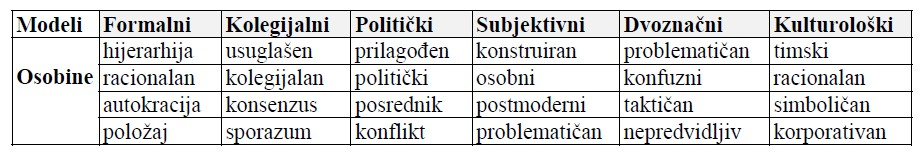 Modeli Formalni Kolegijalni Politički Subjektivni Dvoznačni Kulturološki
hijerarhija usuglašen prilagođen konstruiran problematičan timski
Osobine racionalan kolegijalan politički osobni konfuzni racionalan
autokracija konsenzus posrednik postmoderni taktičan simboličan
položaj sporazum konflikt problematičan nepredvidljiv korporativan